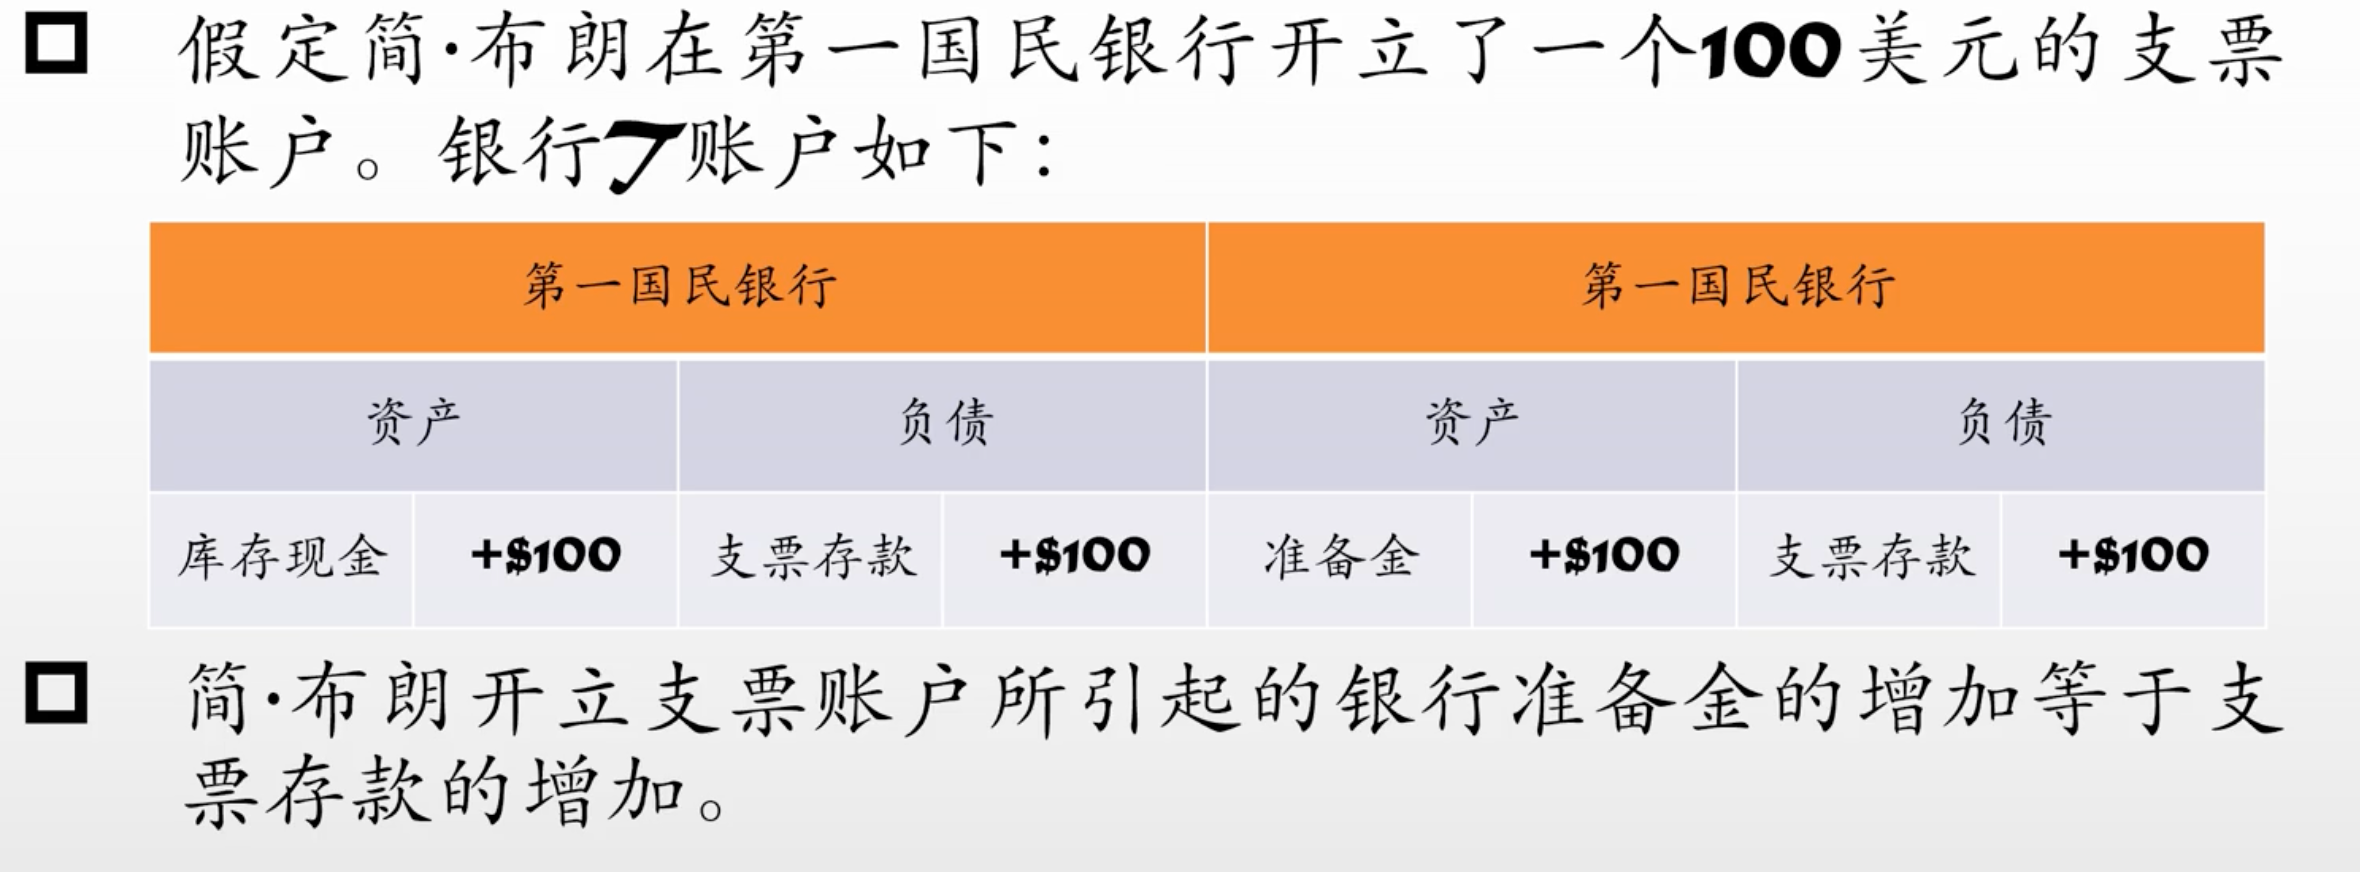 假定简·布朗在第一国民银行开立了一个100美元的支票
账户。银行T账户如下：
第一国民银行 第一国民银行
资产 负债 资产 负债
库存现金 +$100 支票存款 +$100 准备金 +$100 支票存款 +$100
简·布朗开立支票账户所引起的银行准备金的增加等于支
票存款的增加。